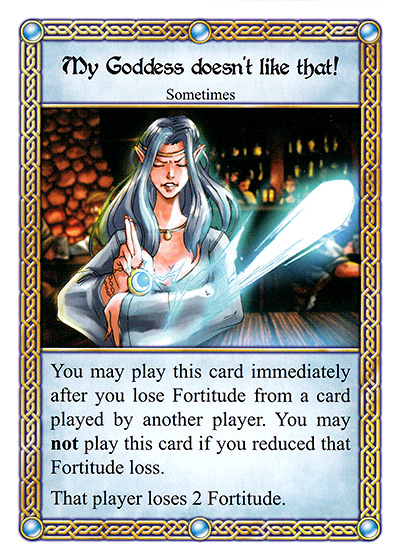 My Goddess doesn't like that!
Sometimes
You may play this card immediately
after you lose Fortitude from a card
played by another player. You may
not play this card if you reduced that
Fortitude loss.
That player loses 2 Fortitude.